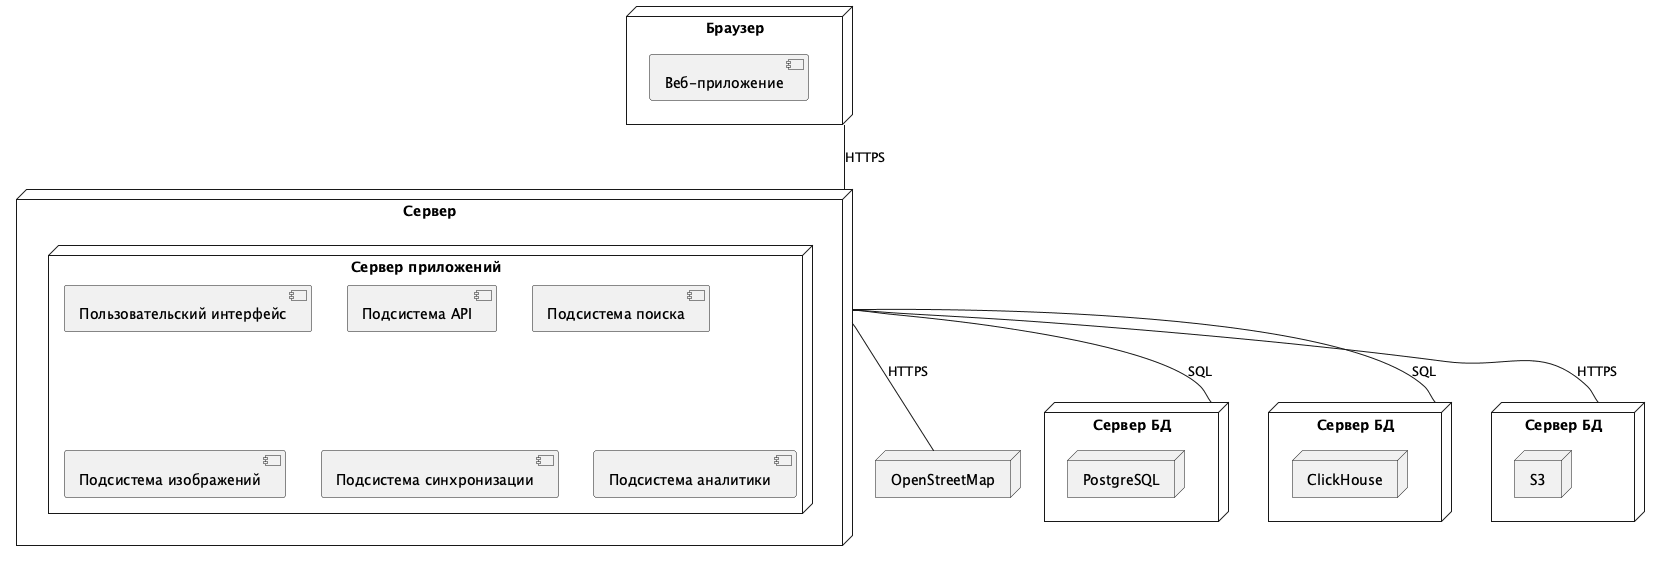 Браузер
Веб-приложение
HTTPS
Сервер
Сервер приложений
Пользовательский интерфейс
Подсистема API
Подсистема поиска
HTTPS
SQL
SQL
HTTPS
Сервер БД
Сервер БД
Сервер БД
Подсистема изображений
Подсистема синхронизации
Подсистема аналитики
OpenStreetMap
PostgreSQL
ClickHouse
S3